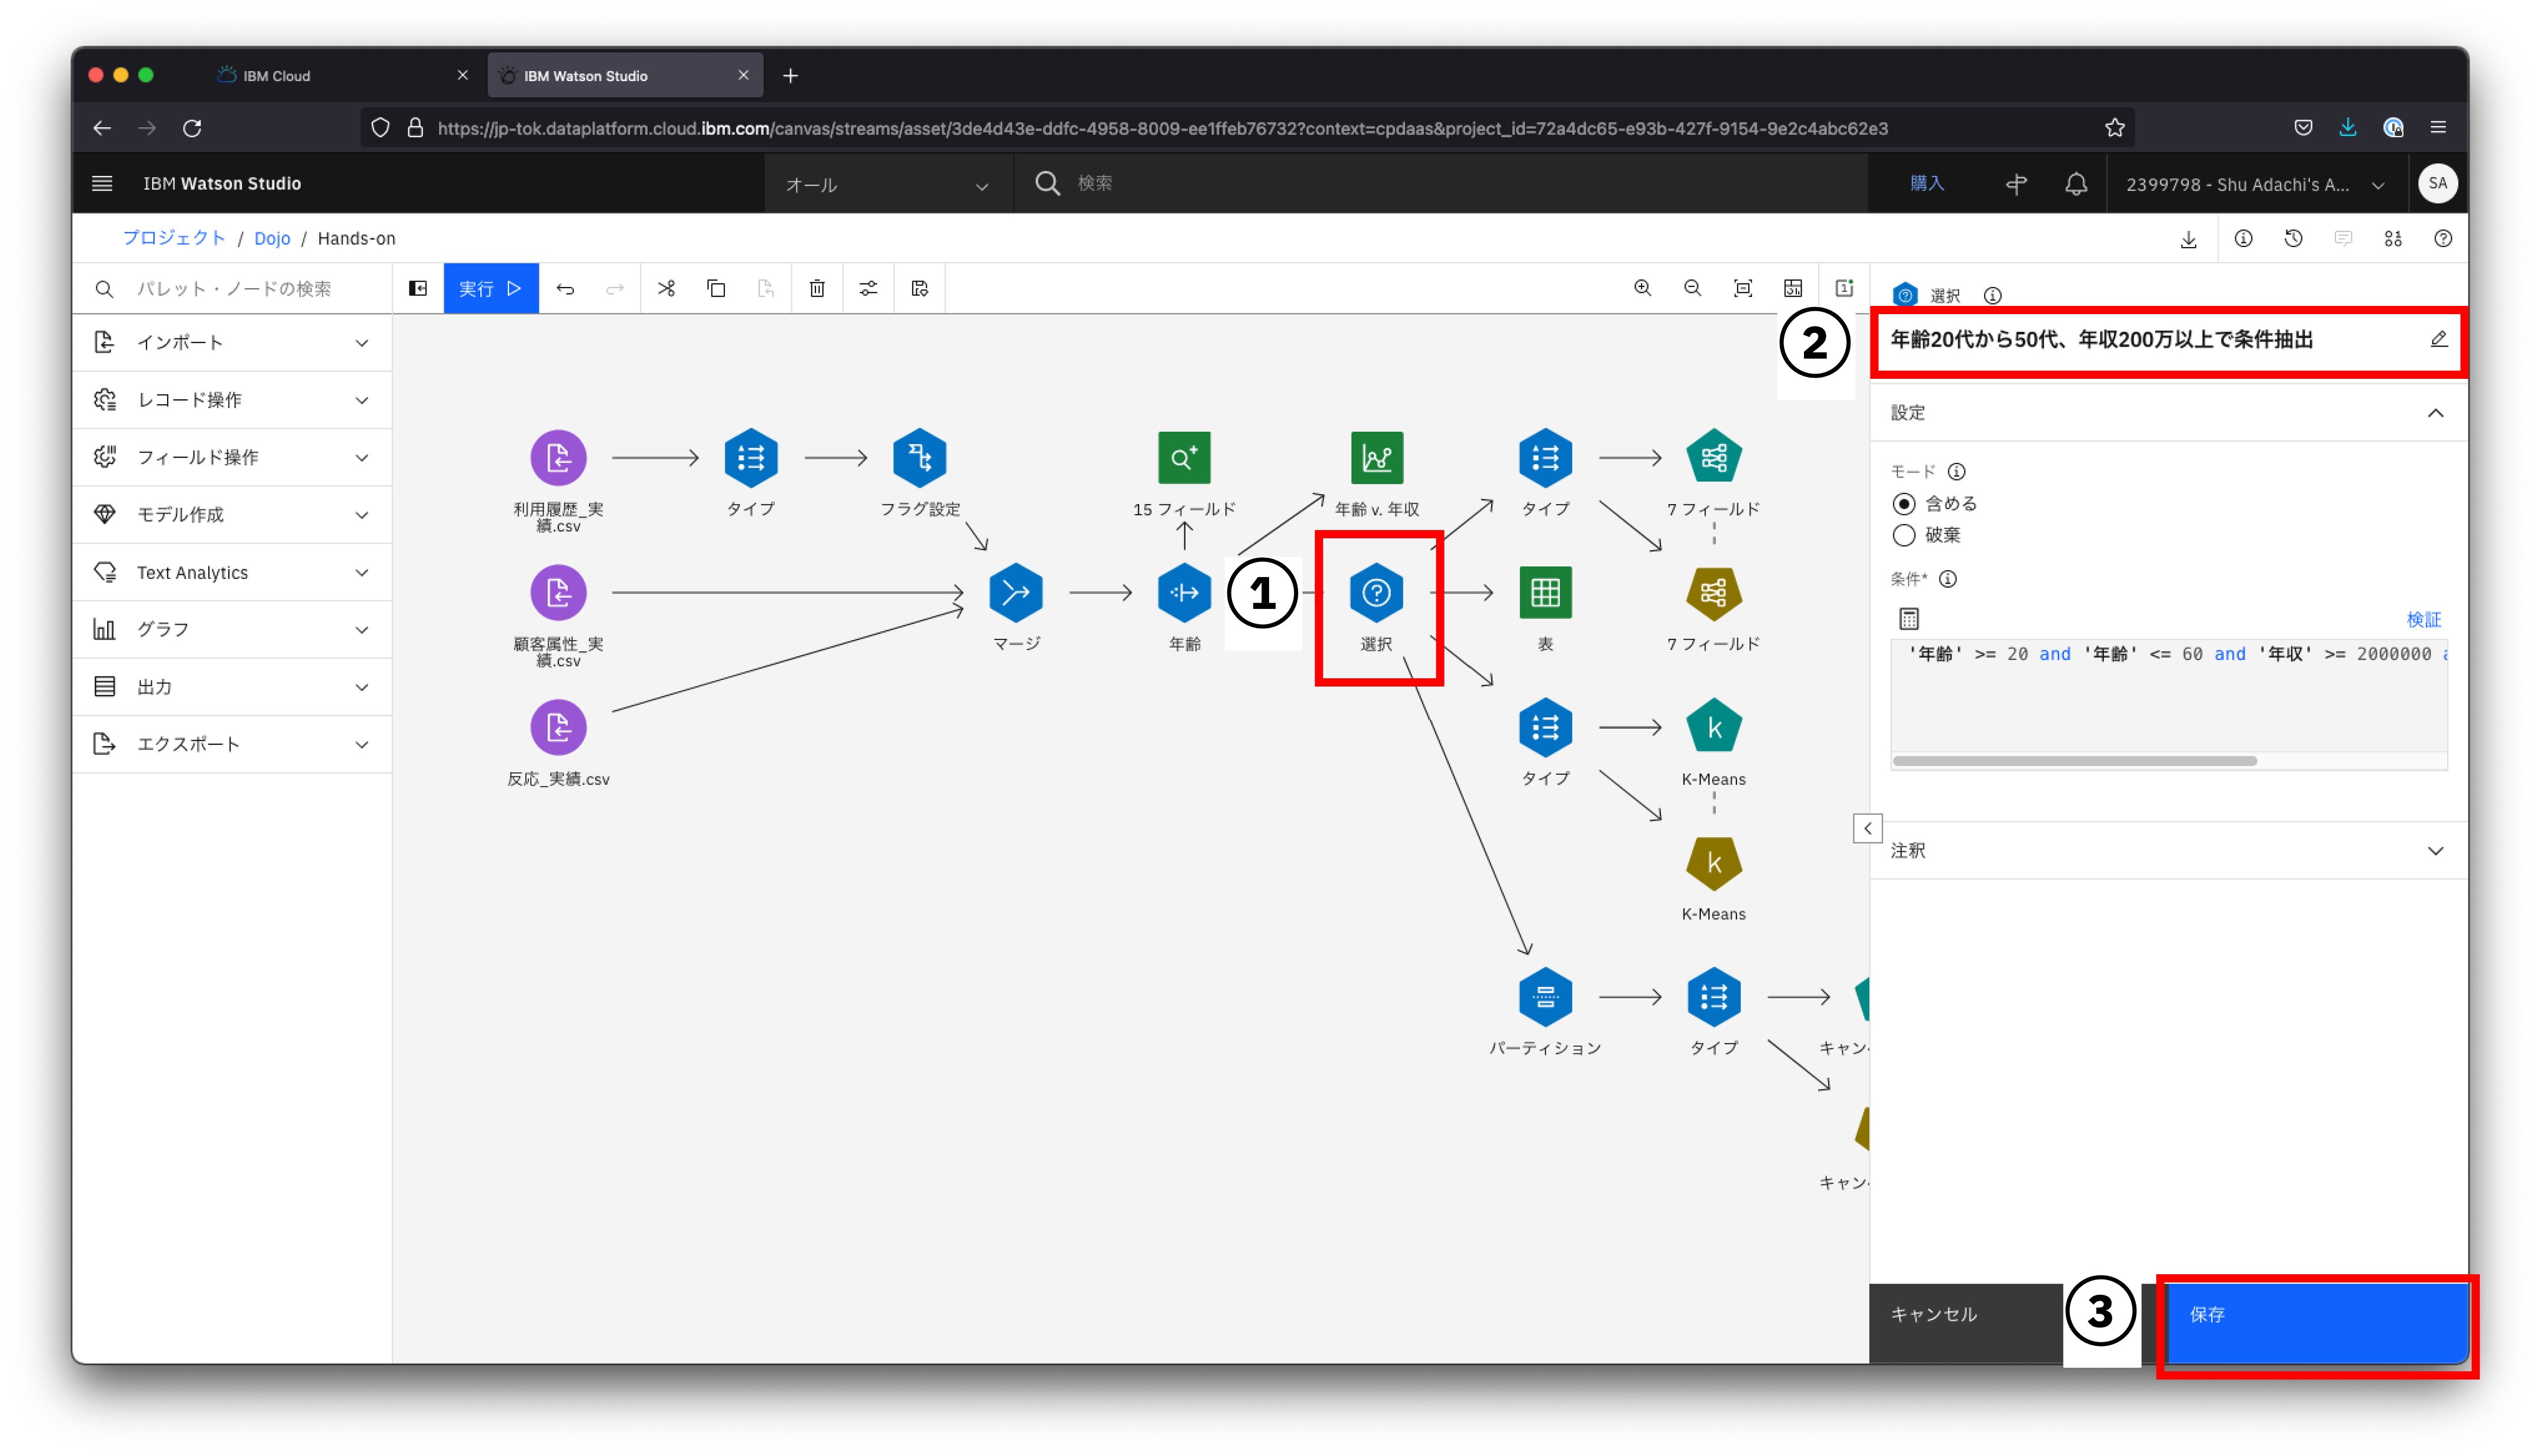 IBM Cloud
IBM Watson Studio
https://jp-tok.dataplatform.cloud.ibm.com/canvas/streams/asset/3de4d43e-ddfc-4958-8009-ee1ffeb76732?context=cpdaas&project_id=72a4dc65-e93b-427f-9154-9e2c4abc62e3
IBM Watson Studio
オール
検索
購入
2399798 - Shu Adachi's A...
SA
プロジェクト / Dojo / Hands-on
パレット・ノードの検索
実行
選択
②
年齢20代から50代、年収200万以上で条件抽出
インポート
レコード操作
フィールド操作
モデル作成
Text Analytics
グラフ
出力
エクスポート
利用履歴_実
績.csv
タイプ
フラグ設定
15 フィールド
年齢 v. 年収
タイプ
7 フィールド
顧客属性_実
績.csv
マージ
年齢
①
選択
表
7 フィールド
反応_実績.csv
タイプ
k
K-Means
k
K-Means
パーティション
タイプ
キャン
キャン
設定
モード
含める
破棄
条件*
検証
'年齢' >= 20 and '年齢' <= 60 and '年収' >= 2000000
注釈
キャンセル
③
保存